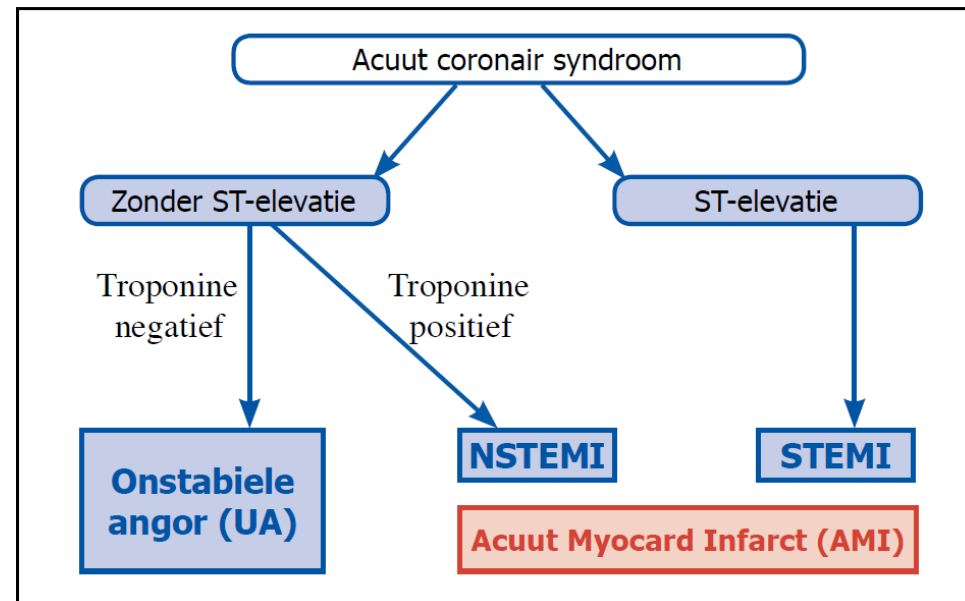 Acuut coronair syndroom
Zonder ST-elevatie
ST-elevatie
Troponine
negatief
Troponine
positief
Onstabiele
angor (UA)
NSTEMI
STEMI
Acuut Myocard Infarct (AMI)